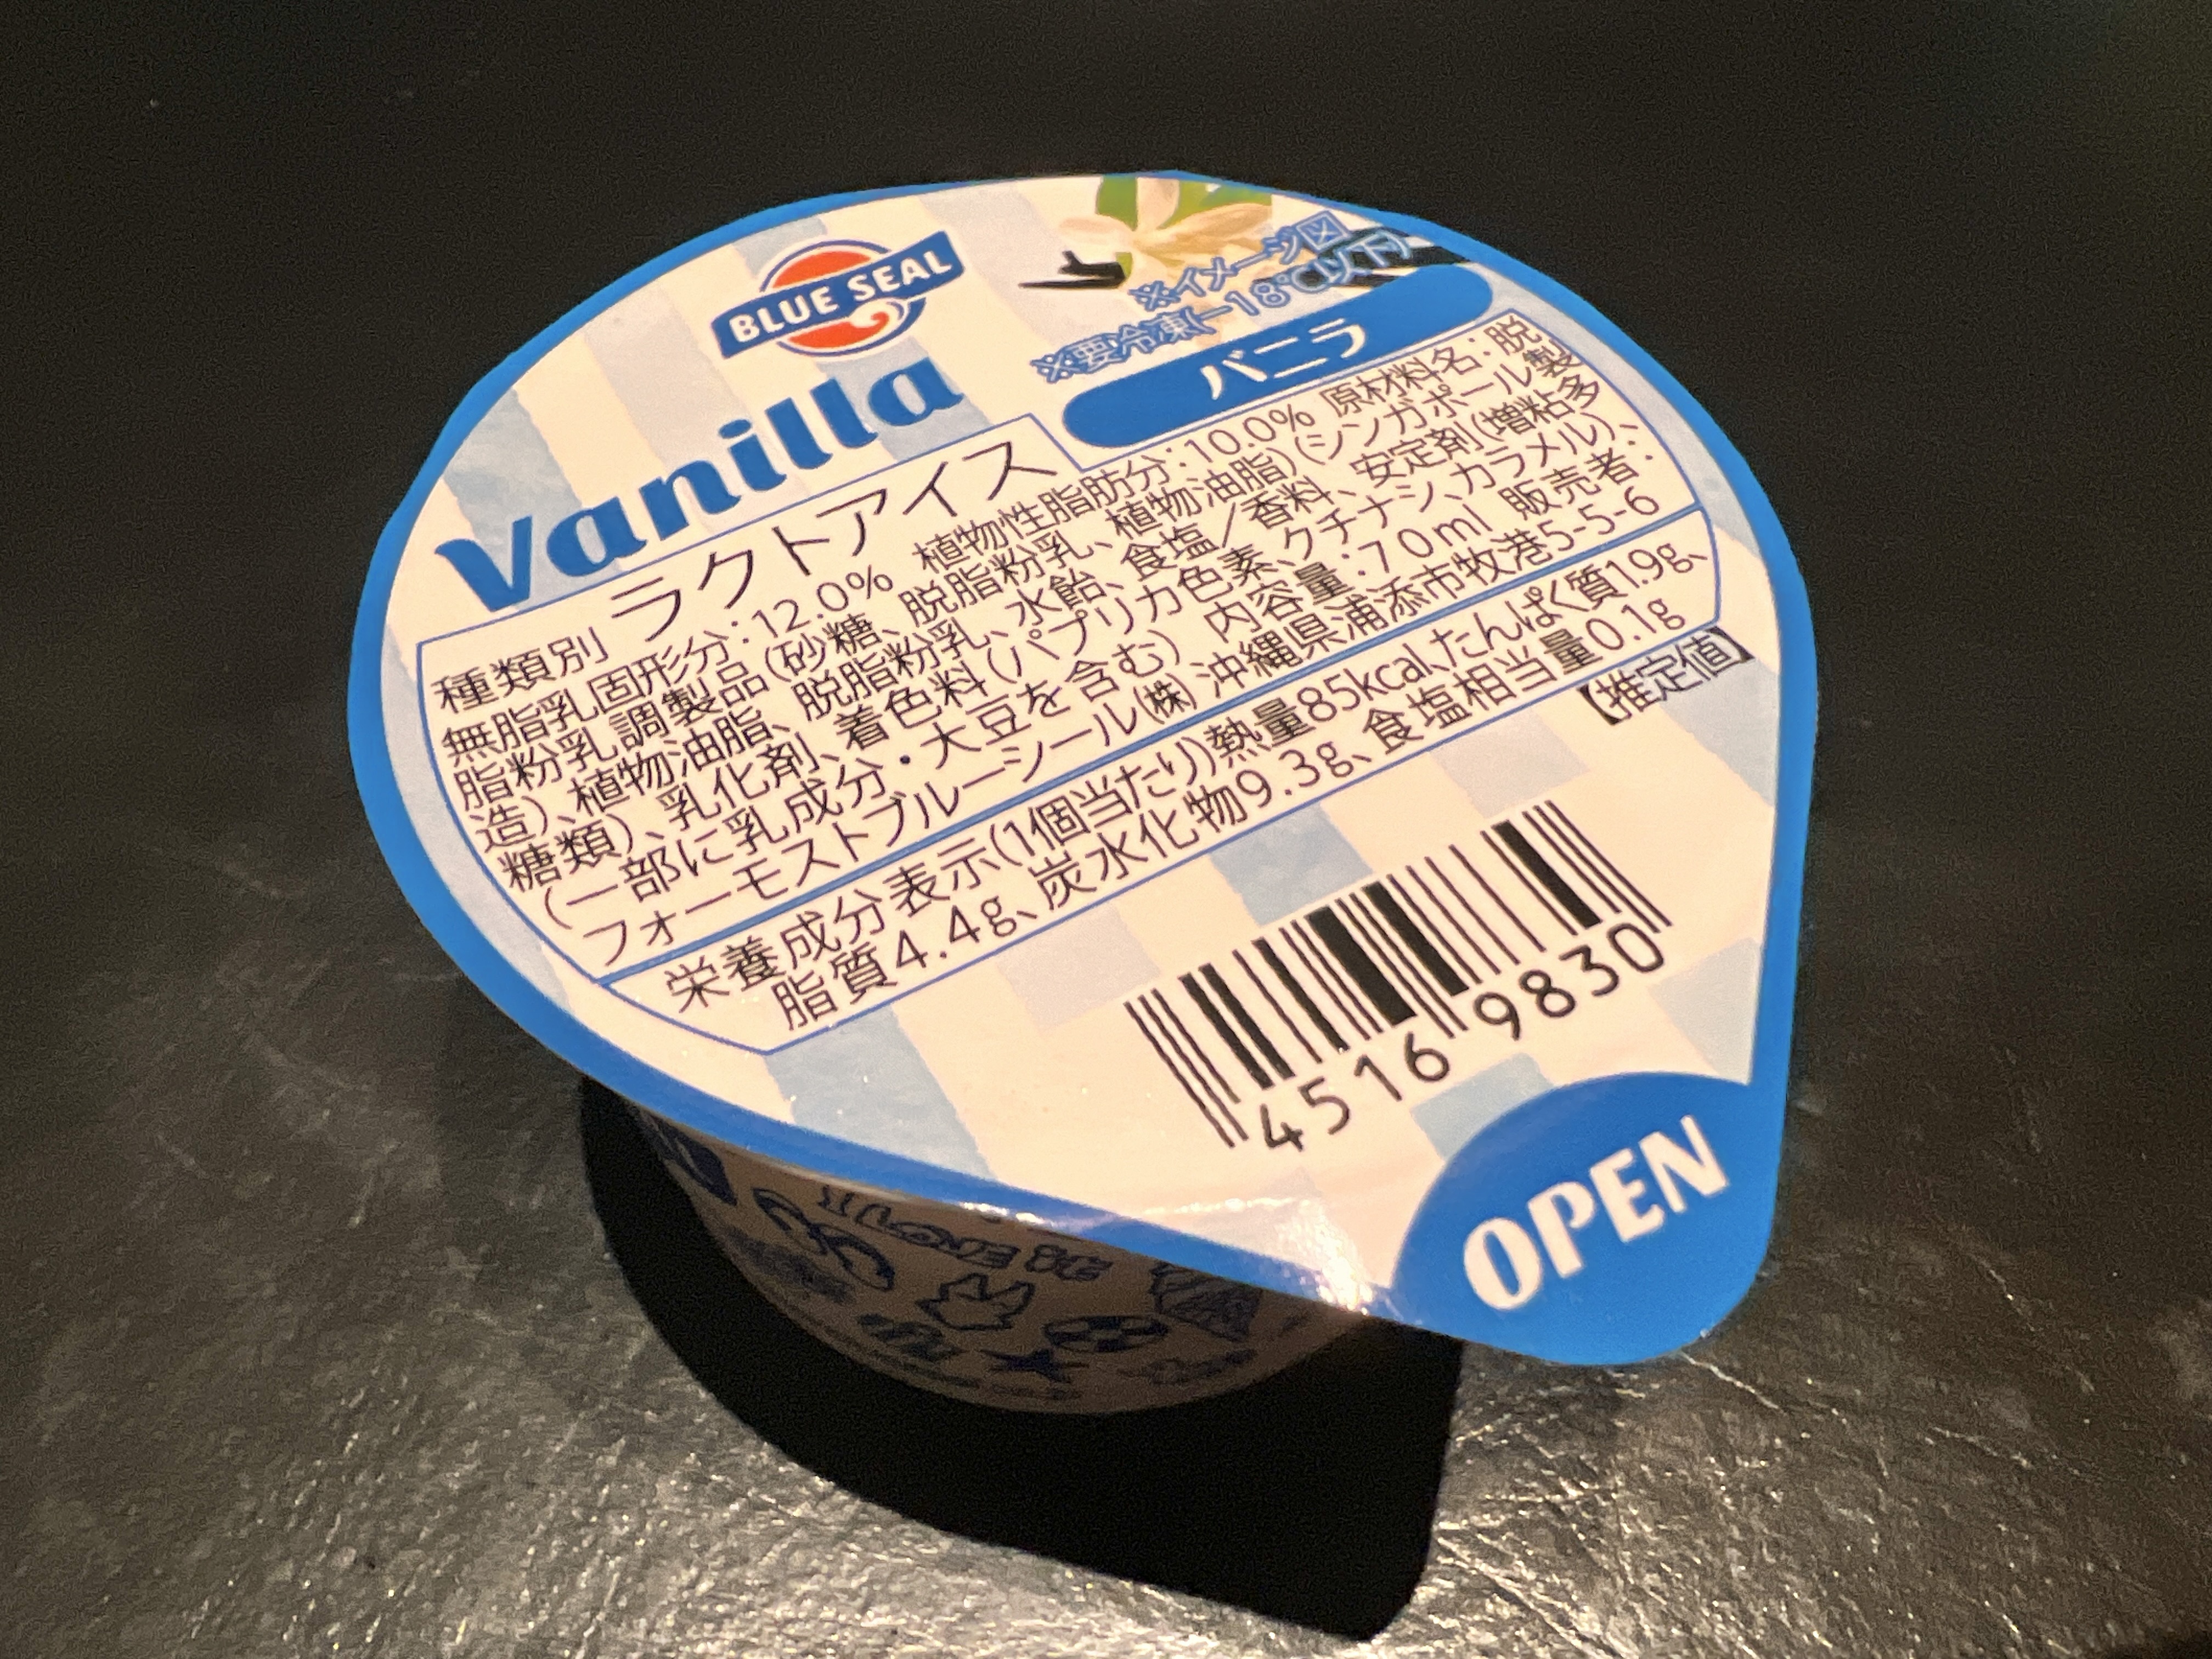 BLUE SEAL
Vanilla
※イメージ図
※要冷凍(−18℃以下)
バニラ
種類別 ラクトアイス
無脂乳固形分:12.0% 植物性脂肪分:10.0% 原材料名:脱
脂粉乳調製品(砂糖、脱脂粉乳、植物油脂)(シンガポール製
造)、植物油脂、脱脂粉乳、水飴、食塩/香料、安定剤(増粘多
糖類)、乳化剤、着色料(パプリカ色素、クチナシ、カラメル)、
(一部に乳成分・大豆を含む) 内容量:70ml 販売者:
フォーモストブルーシール(株) 沖縄県浦添市牧港5-5-6
栄養成分表示(1個当たり)熱量85kcal、たんぱく質1.9g、
脂質4.4g、炭水化物9.3g、食塩相当量0.1g
【推定値】
4516 9830
OPEN